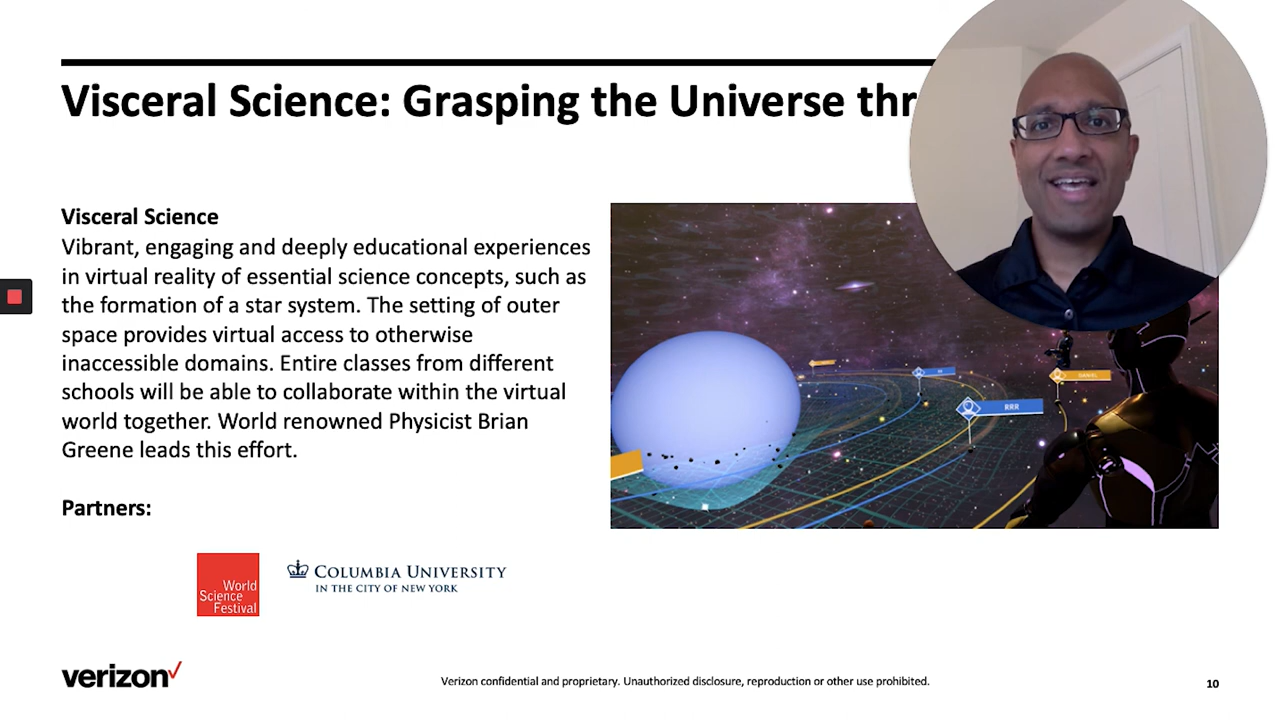 Visceral Science: Grasping the Universe thr
Visceral Science
Vibrant, engaging and deeply educational experiences
in virtual reality of essential science concepts, such as
the formation of a star system. The setting of outer
space provides virtual access to otherwise
inaccessible domains. Entire classes from different
schools will be able to collaborate within the virtual
world together. World renowned Physicist Brian
Greene leads this effort.
RRR
DANIEL
Partners:
World
Science
Festival
COLUMBIA UNIVERSITY
IN THE CITY OF NEW YORK
verizon
Verizon confidential and proprietary. Unauthorized disclosure, reproduction or other use prohibited.
10